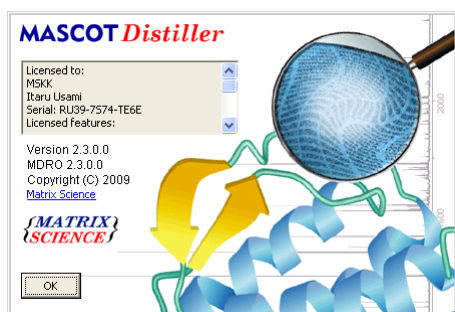 MASCOT Distiller
Licensed to:
MSKK
Itaru Usami
Serial: RU39-7S74-TE6E
Licensed features:
Version 2.3.0.0
MDRO 2.3.0.0
Copyright (C) 2009
Matrix Science
{MATRIX}
{SCIENCE}
OK
2000